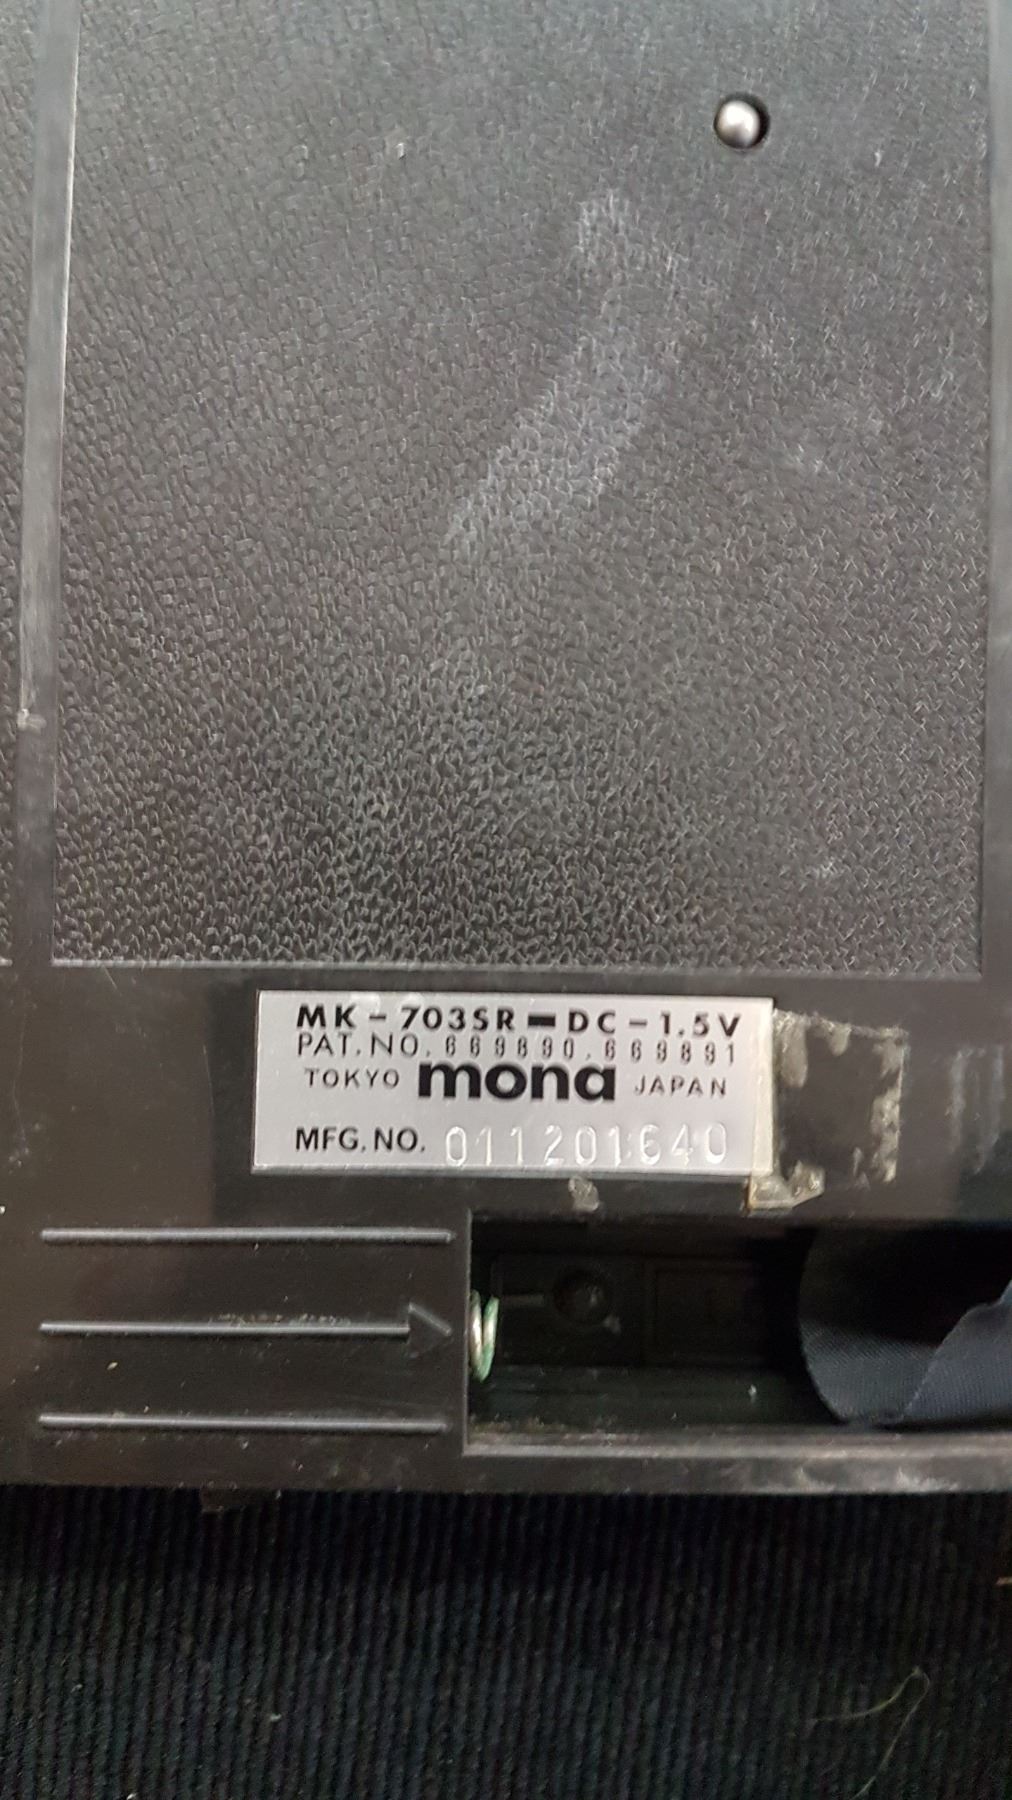 MK-703SR DC-1.5V
PAT.NO. 669890.669891
TOKYO mona JAPAN
MFG.NO. 011201640